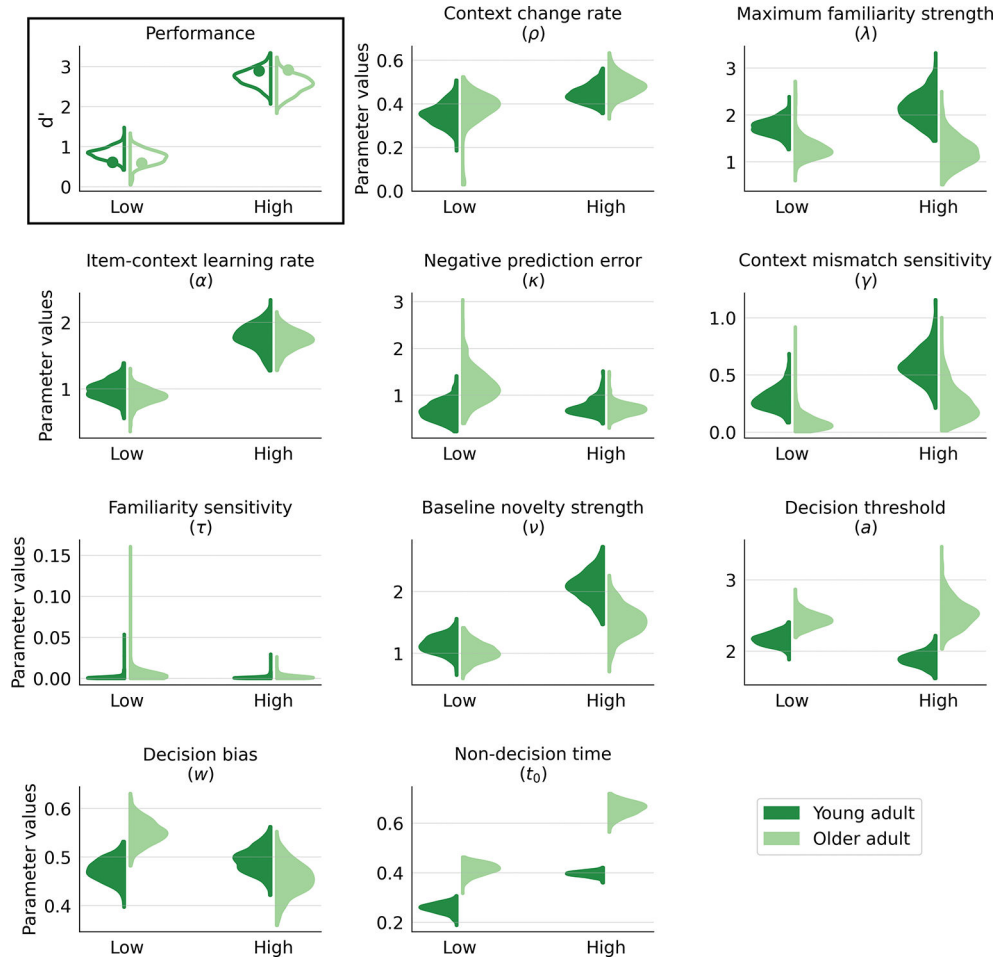 Performance
d'
3
2
1
0
Low
High
Context change rate
(ρ)
Parameter values
0.6
0.4
0.2
0.0
Low
High
Maximum familiarity strength
(λ)
3
2
1
Low
High
Item-context learning rate
(α)
Parameter values
2
1
Low
High
Negative prediction error
(κ)
3
2
1
Low
High
Context mismatch sensitivity
(γ)
1.0
0.5
0.0
Low
High
Familiarity sensitivity
(τ)
Parameter values
0.15
0.10
0.05
0.00
Low
High
Baseline novelty strength
(ν)
2
1
Low
High
Decision threshold
(a)
3
2
Low
High
Decision bias
(w)
Parameter values
0.6
0.5
0.4
Low
High
Non-decision time
(t₀)
0.6
0.4
0.2
Low
High
Young adult
Older adult